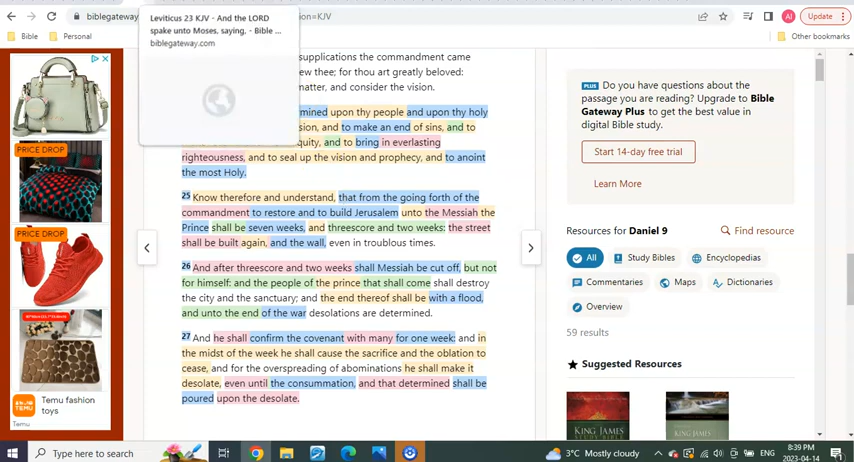 biblegateway
Leviticus 23 KJV - And the LORD
spake unto Moses, saying, - Bible ...
biblegateway.com
ion=KJV
Update
Bible
Personal
Other bookmarks
supplications the commandment came
ew thee; for thou art greatly beloved:
matter, and consider the vision.
rmined upon thy people and upon thy holy
sion, and to make an end of sins, and to
quity, and to bring in everlasting
righteousness, and to seal up the vision and prophecy, and to anoint
the most Holy.
25 Know therefore and understand, that from the going forth of the
commandment to restore and to build Jerusalem unto the Messiah the
Prince shall be seven weeks, and threescore and two weeks: the street
shall be built again, and the wall, even in troublous times.
26 And after threescore and two weeks shall Messiah be cut off, but not
for himself: and the people of the prince that shall come shall destroy
the city and the sanctuary; and the end thereof shall be with a flood,
and unto the end of the war desolations are determined.
27 And he shall confirm the covenant with many for one week: and in
the midst of the week he shall cause the sacrifice and the oblation to
cease, and for the overspreading of abominations he shall make it
desolate, even until the consummation, and that determined shall be
poured upon the desolate.
PRICE DROP
PRICE DROP
TEMU
Temu fashion
toys
Temu
PLUS Do you have questions about the
passage you are reading? Upgrade to Bible
Gateway Plus to get the best value in
digital Bible study.
Start 14-day free trial
Learn More
Resources for Daniel 9
Find resource
All
Study Bibles
Encyclopedias
Commentaries
Maps
Dictionaries
Overview
59 results
Suggested Resources
KING JAMES
STUDY BIBLE
KING JAMES
Type here to search
3°C Mostly cloudy
ENG
8:39 PM
2023-04-14